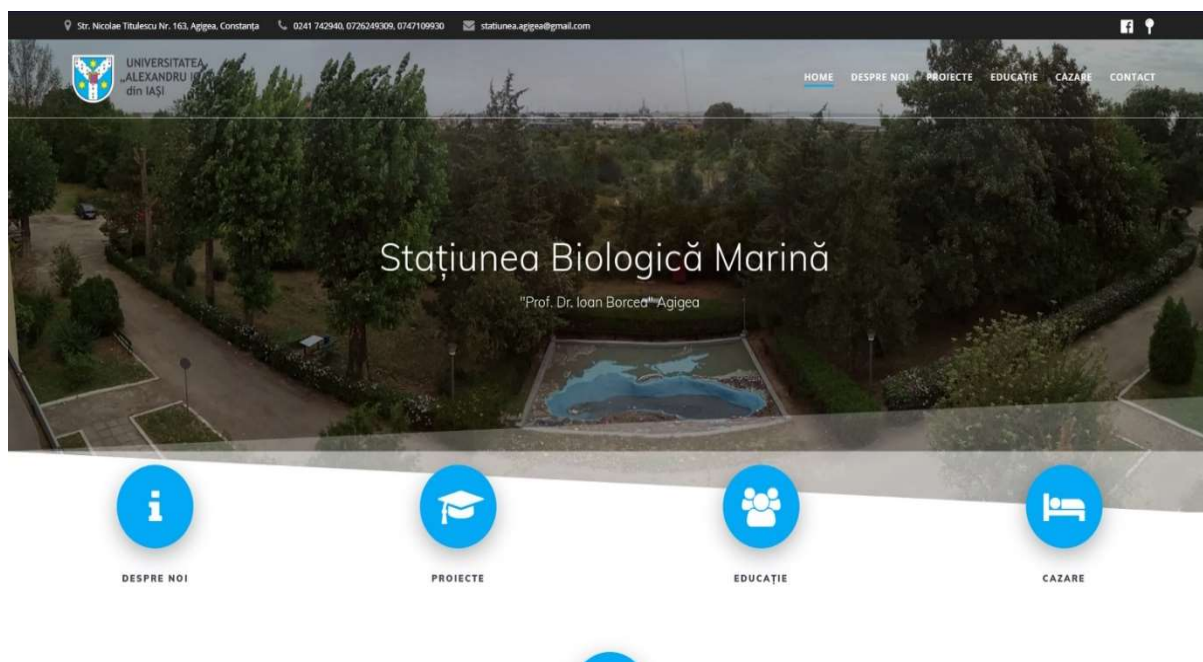 Str. Nicolae Titulescu Nr. 163, Agigea, Constanța
0241 742940, 0726249309, 0747109930
statiunea.agigea@gmail.com
UNIVERSITATEA
„ALEXANDRU
din IAȘI
HOME DESPRE NOI PROIECTE EDUCAȚIE CAZARE CONTACT
Stațiunea Biologică Marină
"Prof. Dr. Ioan Borcea" Agigea
DESPRE NOI
PROIECTE
EDUCAȚIE
CAZARE